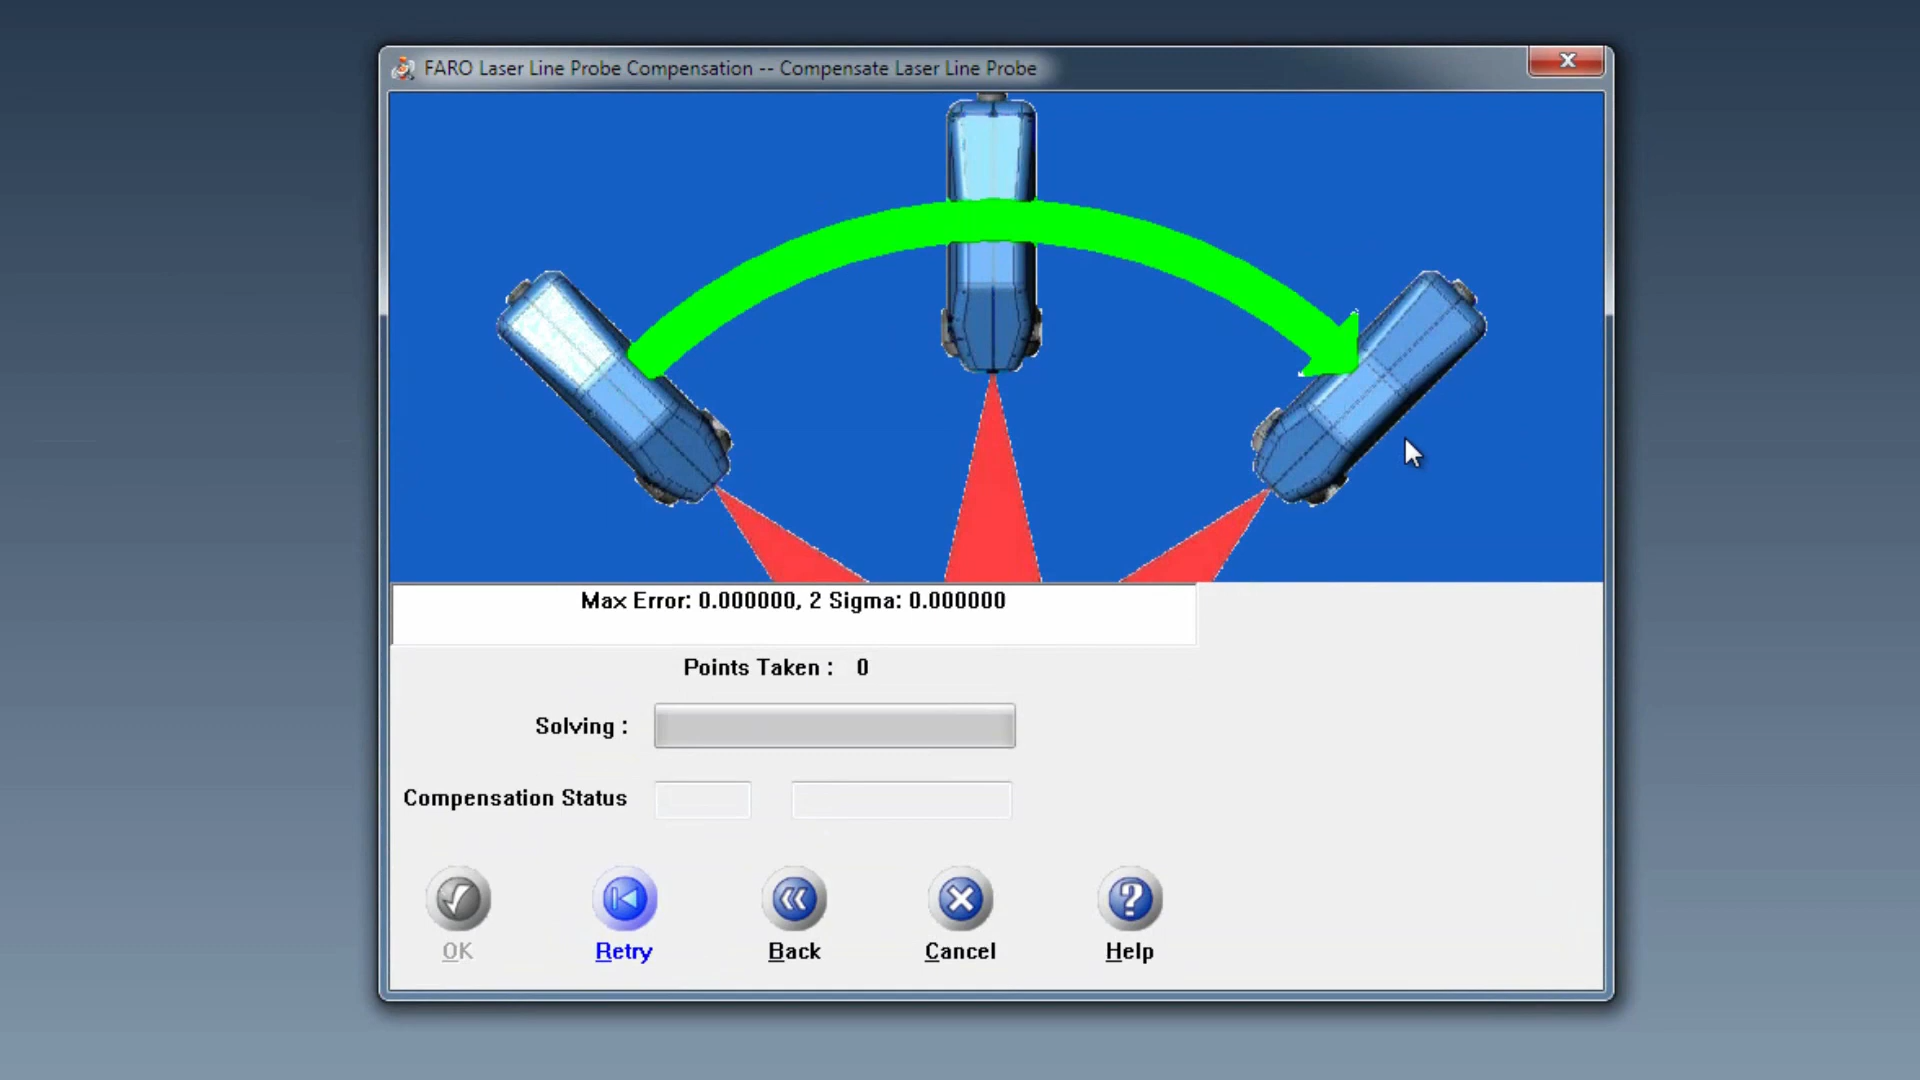 FARO Laser Line Probe Compensation -- Compensate Laser Line Probe
Max Error: 0.000000, 2 Sigma: 0.000000
Points Taken : 0
Solving :
Compensation Status
OK Retry Back Cancel Help